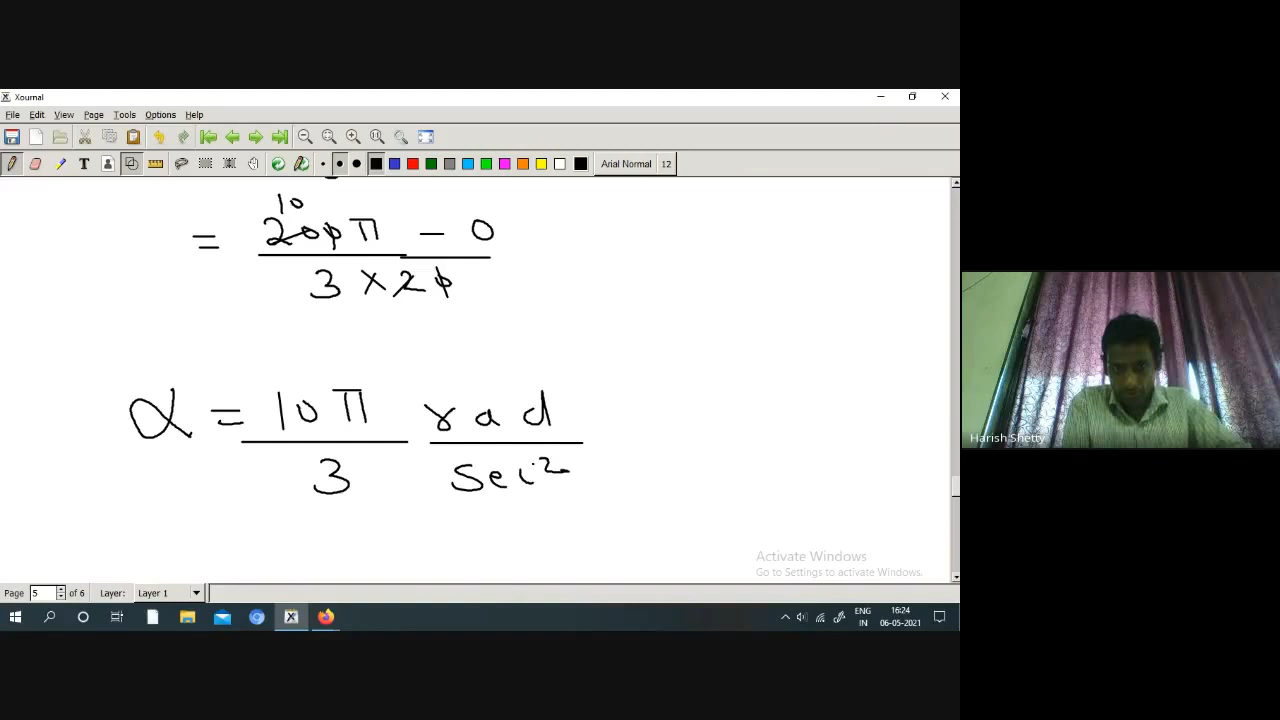 Xournal
File Edit View Page Tools Options Help
Arial Normal 12
10
= 200π - 0
3 × 20
α = 10π rad
3 sec²
Harish Shetty
Activate Windows
Go to Settings to activate Windows.
Page 5 of 6 Layer: Layer 1
ENG 16:24
IN 06-05-2021